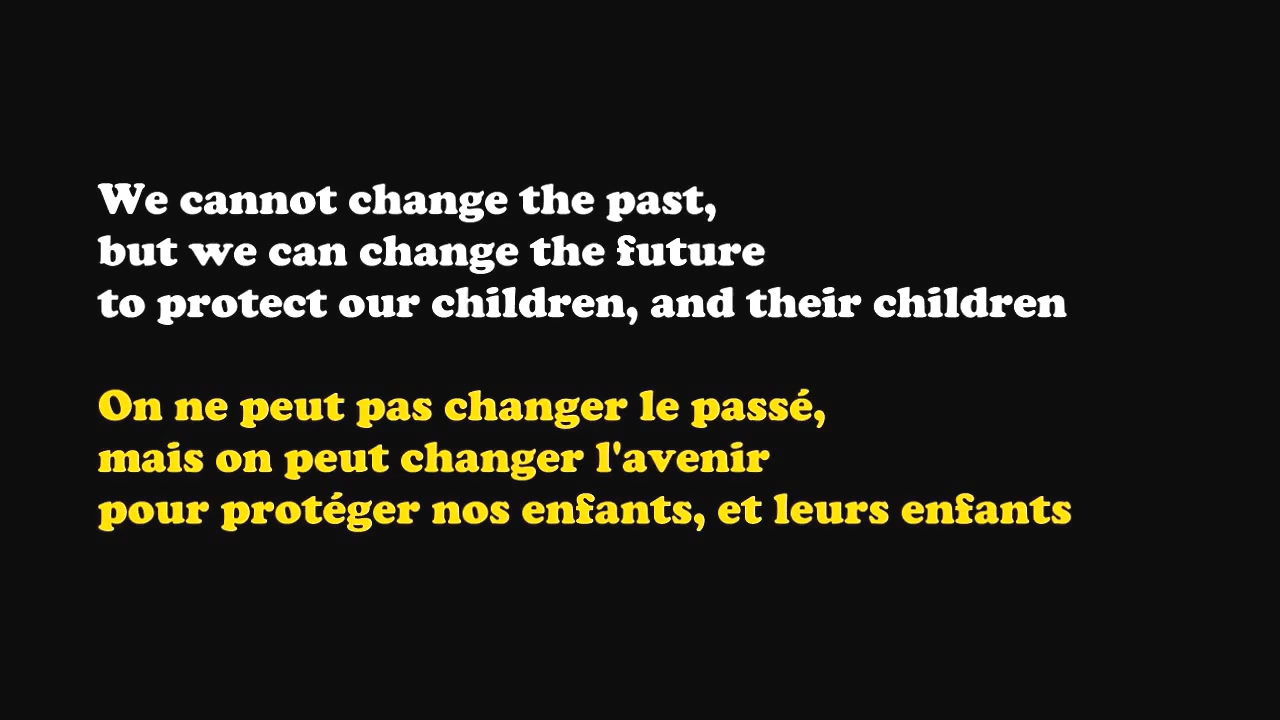 We cannot change the past,
but we can change the future
to protect our children, and their children
On ne peut pas changer le passé,
mais on peut changer l'avenir
pour protéger nos enfants, et leurs enfants